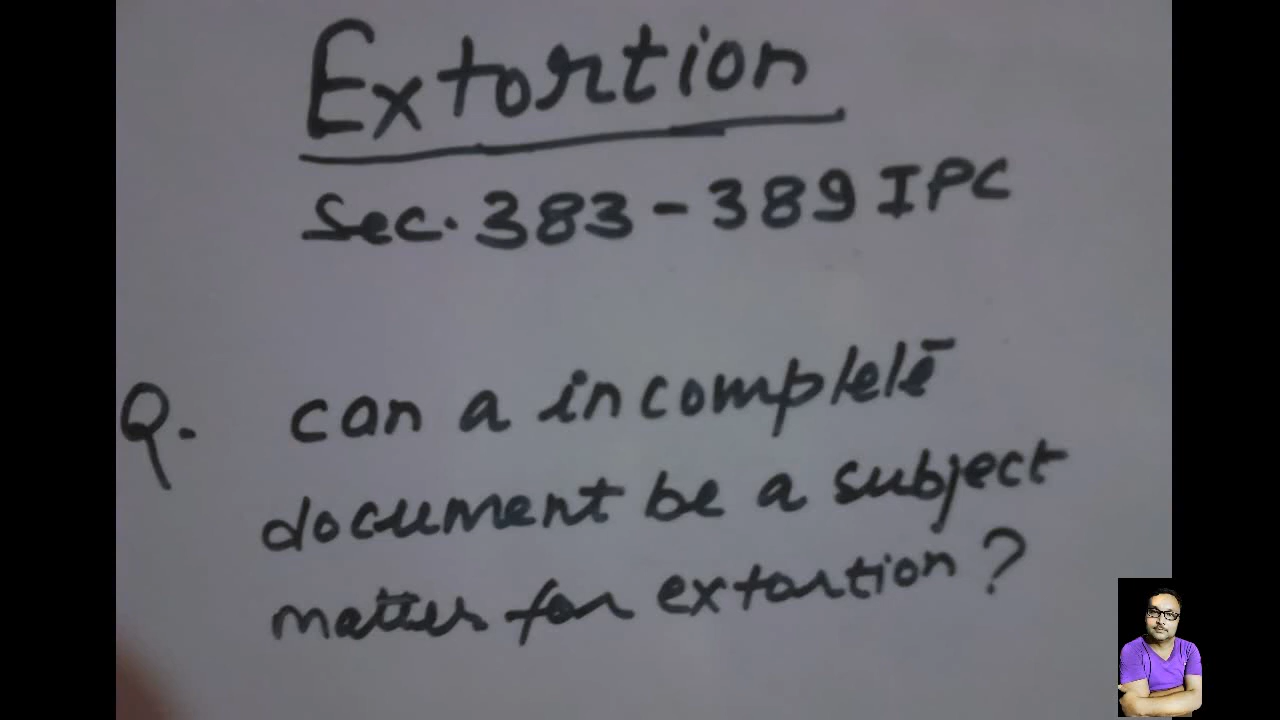 Extortion
Sec. 383-389 IPC
Q. can a incomplete
document be a subject
matter for extortion?